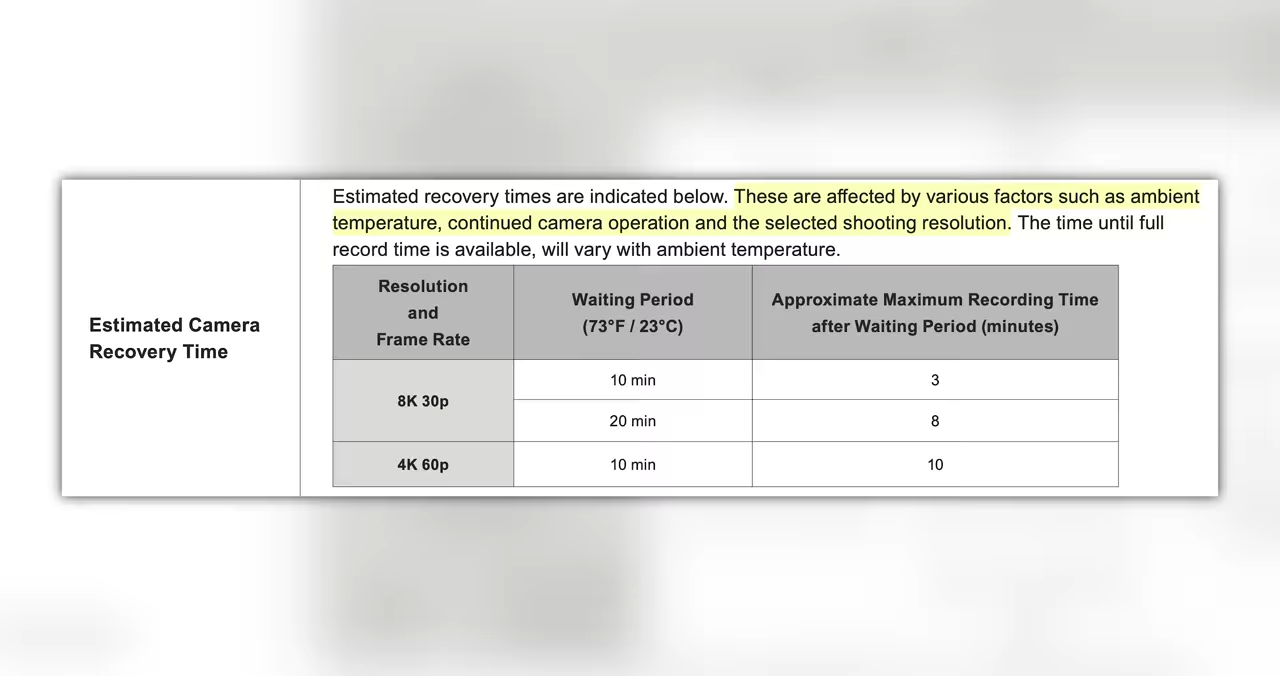 Estimated recovery times are indicated below. These are affected by various factors such as ambient
temperature, continued camera operation and the selected shooting resolution. The time until full
record time is available, will vary with ambient temperature.
Estimated Camera
Recovery Time
Resolution
and
Frame Rate
Waiting Period
(73°F / 23°C)
Approximate Maximum Recording Time
after Waiting Period (minutes)
8K 30p
10 min
3
20 min
8
4K 60p
10 min
10